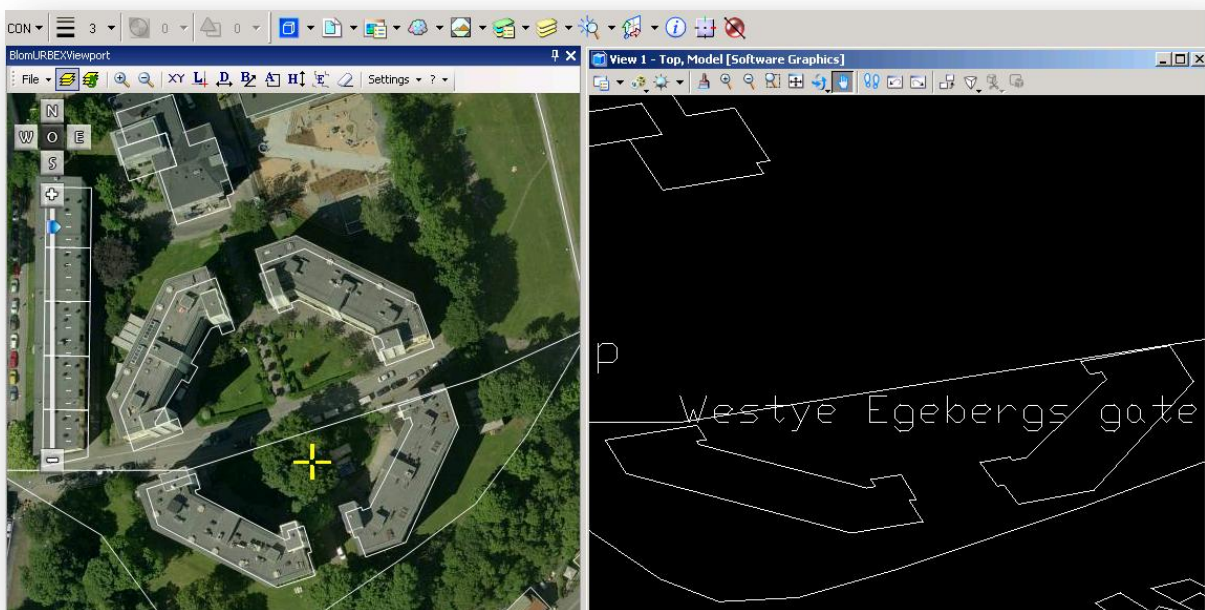 CON 3 0 0
BlomURBEXViewport
File XY L D B A H E Settings ?
View 1 - Top, Model [Software Graphics]
N
W O E
S
p
Westye Egebergs gate